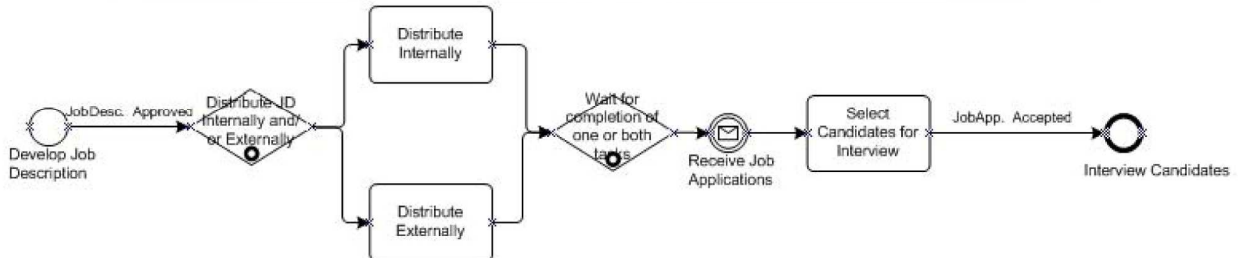 Distribute
Internally
JobDesc. Approved
Develop Job
Description
Distribute JD
Internally and/
or Externally
Wait for
completion of
one or both
tasks
Receive Job
Applications
Select
Candidates for
Interview
JobApp. Accepted
Interview Candidates
Distribute
Externally